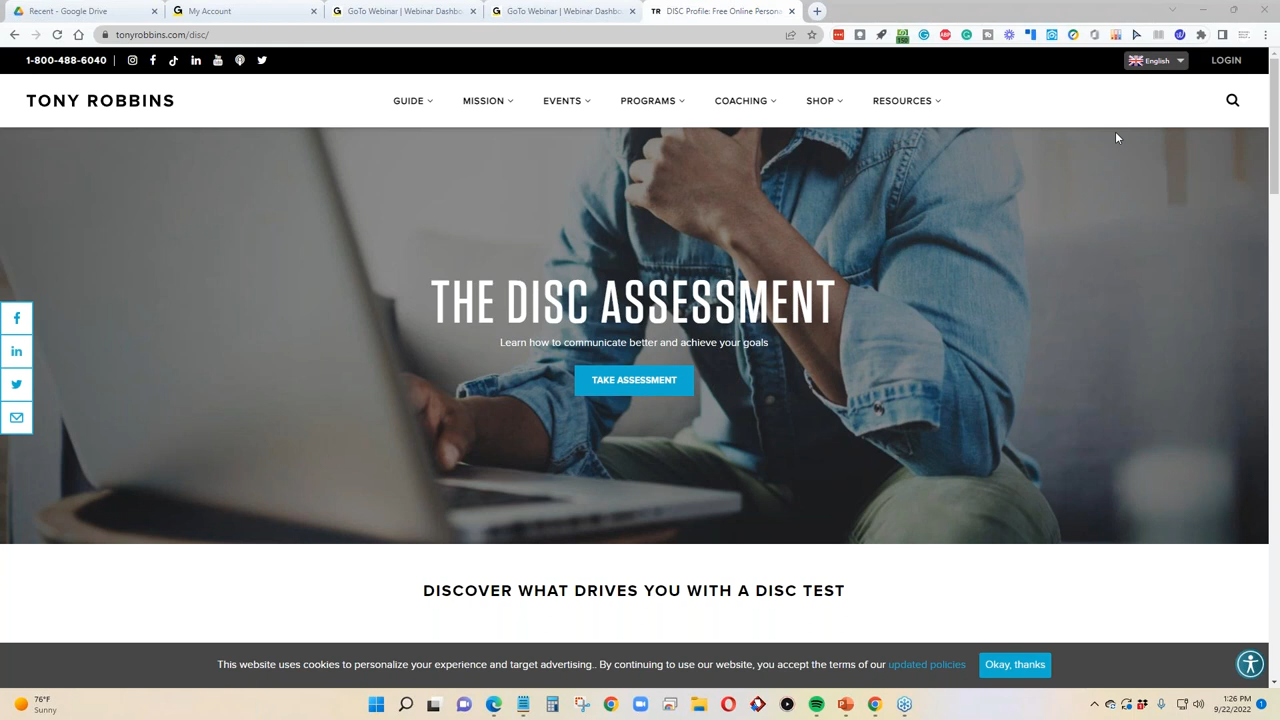 Recent - Google Drive
My Account
GoTo Webinar | Webinar Dashbo
GoTo Webinar | Webinar Dashbo
TR DISC Profile: Free Online Persona
tonyrobbins.com/disc/
1-800-488-6040 |
English
LOGIN
TONY ROBBINS
GUIDE MISSION EVENTS PROGRAMS COACHING SHOP RESOURCES
THE DISC ASSESSMENT
Learn how to communicate better and achieve your goals
TAKE ASSESSMENT
DISCOVER WHAT DRIVES YOU WITH A DISC TEST
This website uses cookies to personalize your experience and target advertising.. By continuing to use our website, you accept the terms of our updated policies
Okay, thanks
76°F
Sunny
1:26 PM
9/22/2022